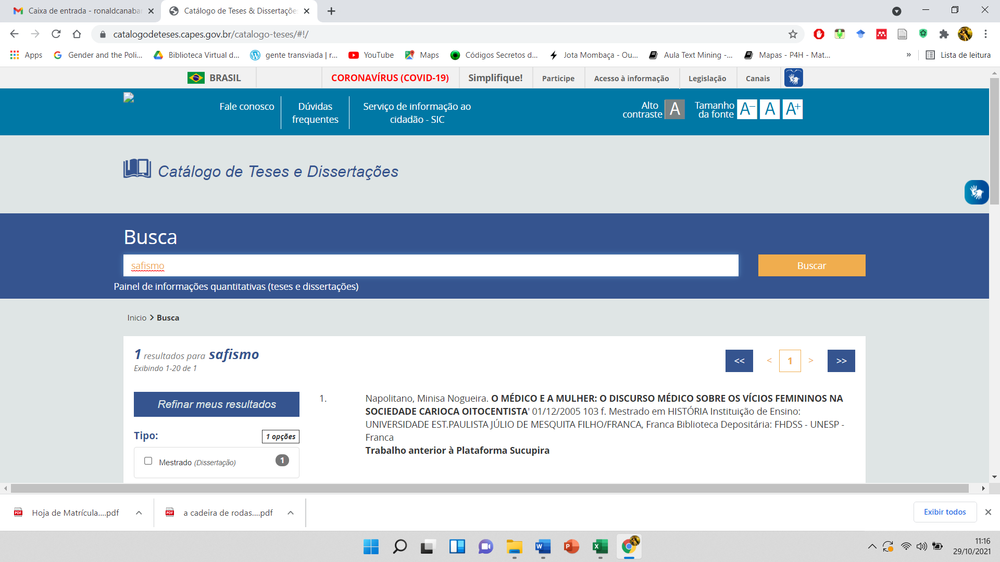 Caixa de entrada - ronaldcanabar
Catálogo de Teses & Dissertaçõe
catalogodeteses.capes.gov.br/catalogo-teses/#!/
Apps
Gender and the Poli...
Biblioteca Virtual d...
gente transviada | r...
YouTube
Maps
Códigos Secretos d...
Jota Mombaça - Ou...
Aula Text Mining -...
Mapas - P4H - Mat...
»
Lista de leitura
BRASIL
CORONAVÍRUS (COVID-19)
Simplifique!
Participe
Acesso à informação
Legislação
Canais
Fale conosco
Dúvidas
frequentes
Serviço de informação ao
cidadão - SIC
Alto
contraste
A
Tamanho
da fonte
A−
A
A+
Catálogo de Teses e Dissertações
Busca
safismo
Buscar
Painel de informações quantitativas (teses e dissertações)
Inicio > Busca
1 resultados para safismo
Exibindo 1-20 de 1
<<
<
1
>
>>
Refinar meus resultados
Tipo:
1 opções
Mestrado (Dissertação)
1
1.
Napolitano, Minisa Nogueira. O MÉDICO E A MULHER: O DISCURSO MÉDICO SOBRE OS VÍCIOS FEMININOS NA
SOCIEDADE CARIOCA OITOCENTISTA' 01/12/2005 103 f. Mestrado em HISTÓRIA Instituição de Ensino:
UNIVERSIDADE EST.PAULISTA JÚLIO DE MESQUITA FILHO/FRANCA, Franca Biblioteca Depositária: FHDSS - UNESP -
Franca
Trabalho anterior à Plataforma Sucupira
Hoja de Matrícula....pdf
a cadeira de rodas....pdf
Exibir todos
11:16
29/10/2021